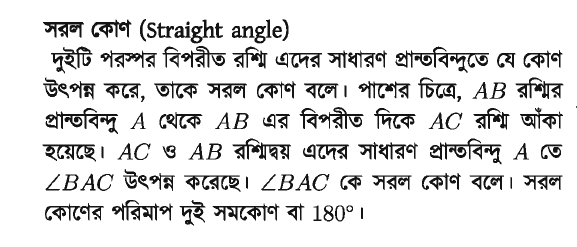 সরল কোণ (Straight angle)
দুইটি পরস্পর বিপরীত রশ্মি এদের সাধারণ প্রান্তবিন্দুতে যে কোণ
উৎপন্ন করে, তাকে সরল কোণ বলে। পাশের চিত্রে, AB রশ্মির
প্রান্তবিন্দু A থেকে AB এর বিপরীত দিকে AC রশ্মি আঁকা
হয়েছে। AC ও AB রশ্মিদ্বয় এদের সাধারণ প্রান্তবিন্দু A তে
∠BAC উৎপন্ন করেছে। ∠BAC কে সরল কোণ বলে। সরল
কোণের পরিমাপ দুই সমকোণ বা 180°।